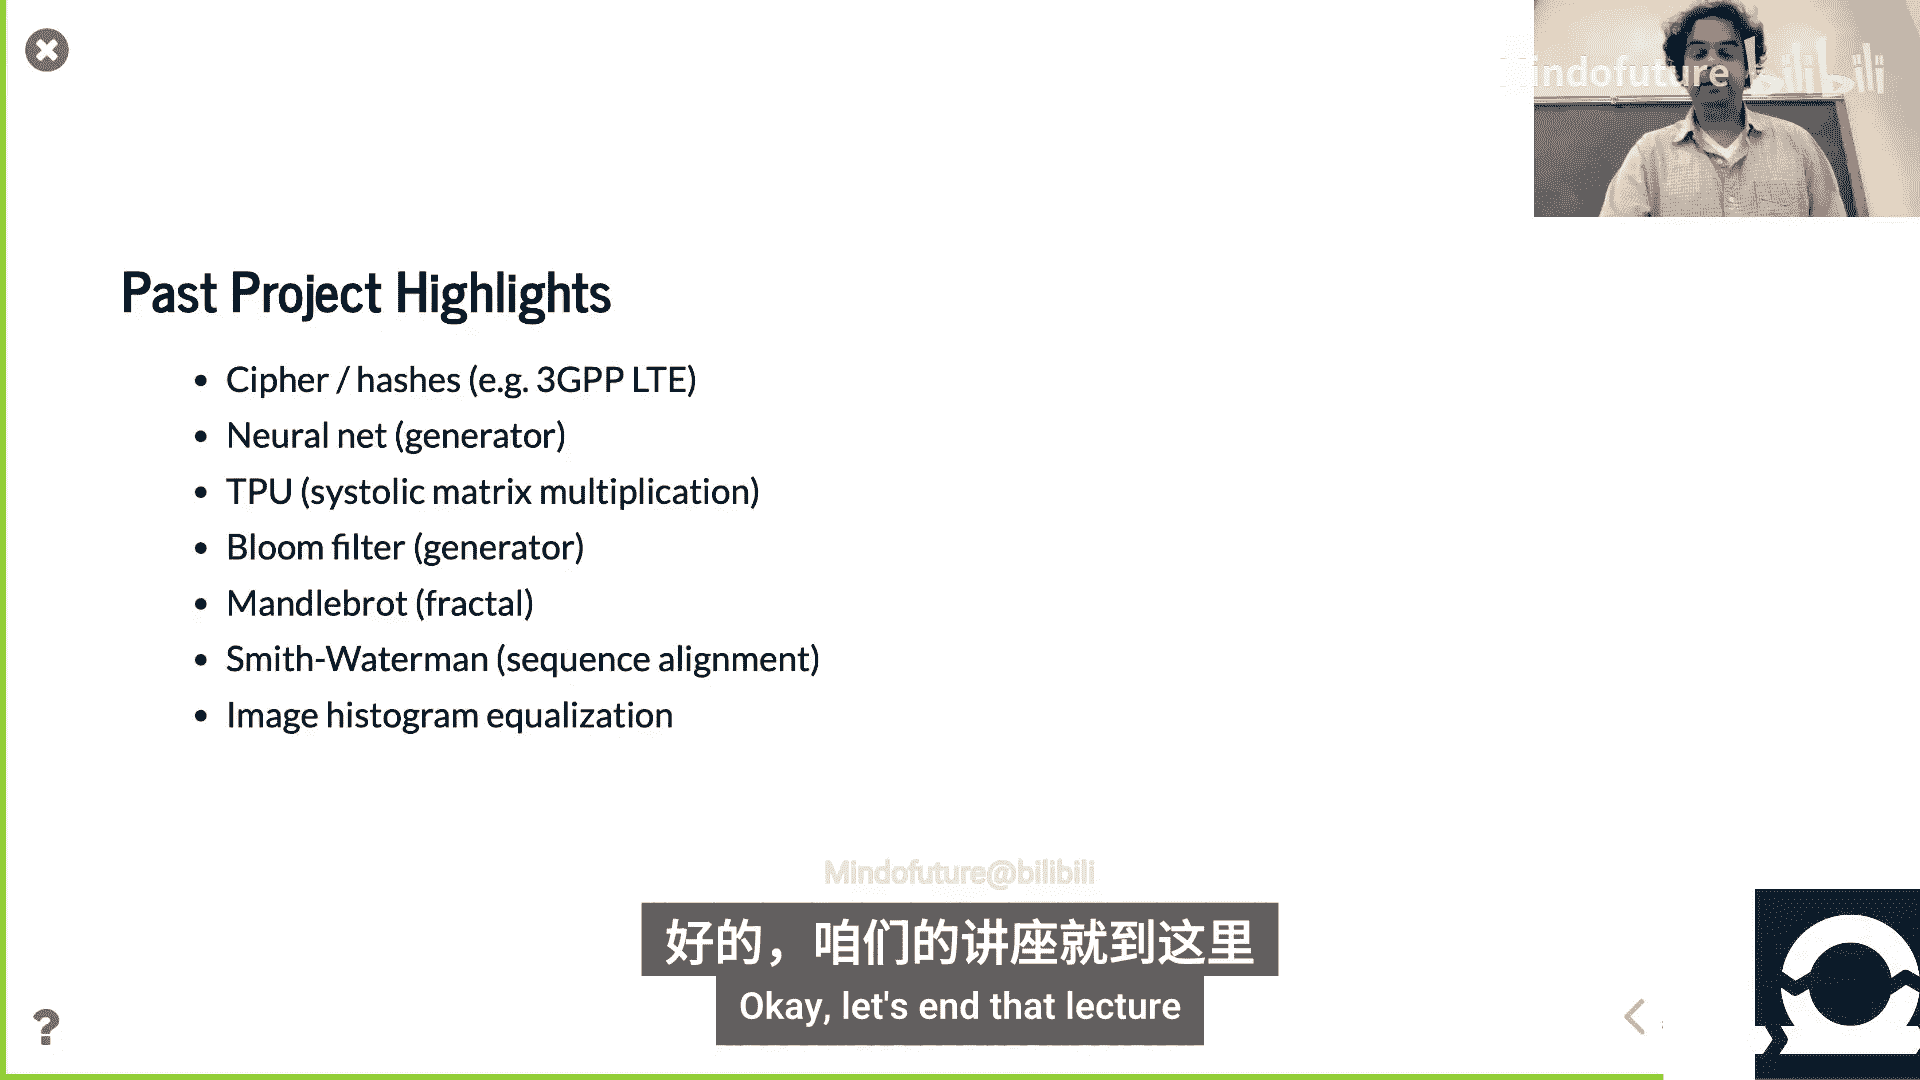 indofuture bilibili
Past Project Highlights
• Cipher / hashes (e.g. 3GPP LTE)
• Neural net (generator)
• TPU (systolic matrix multiplication)
• Bloom filter (generator)
• Mandlebrot (fractal)
• Smith-Waterman (sequence alignment)
• Image histogram equalization
Mindofuture@bilibili
好的，咱们的讲座就到这里
Okay, let's end that lecture
?